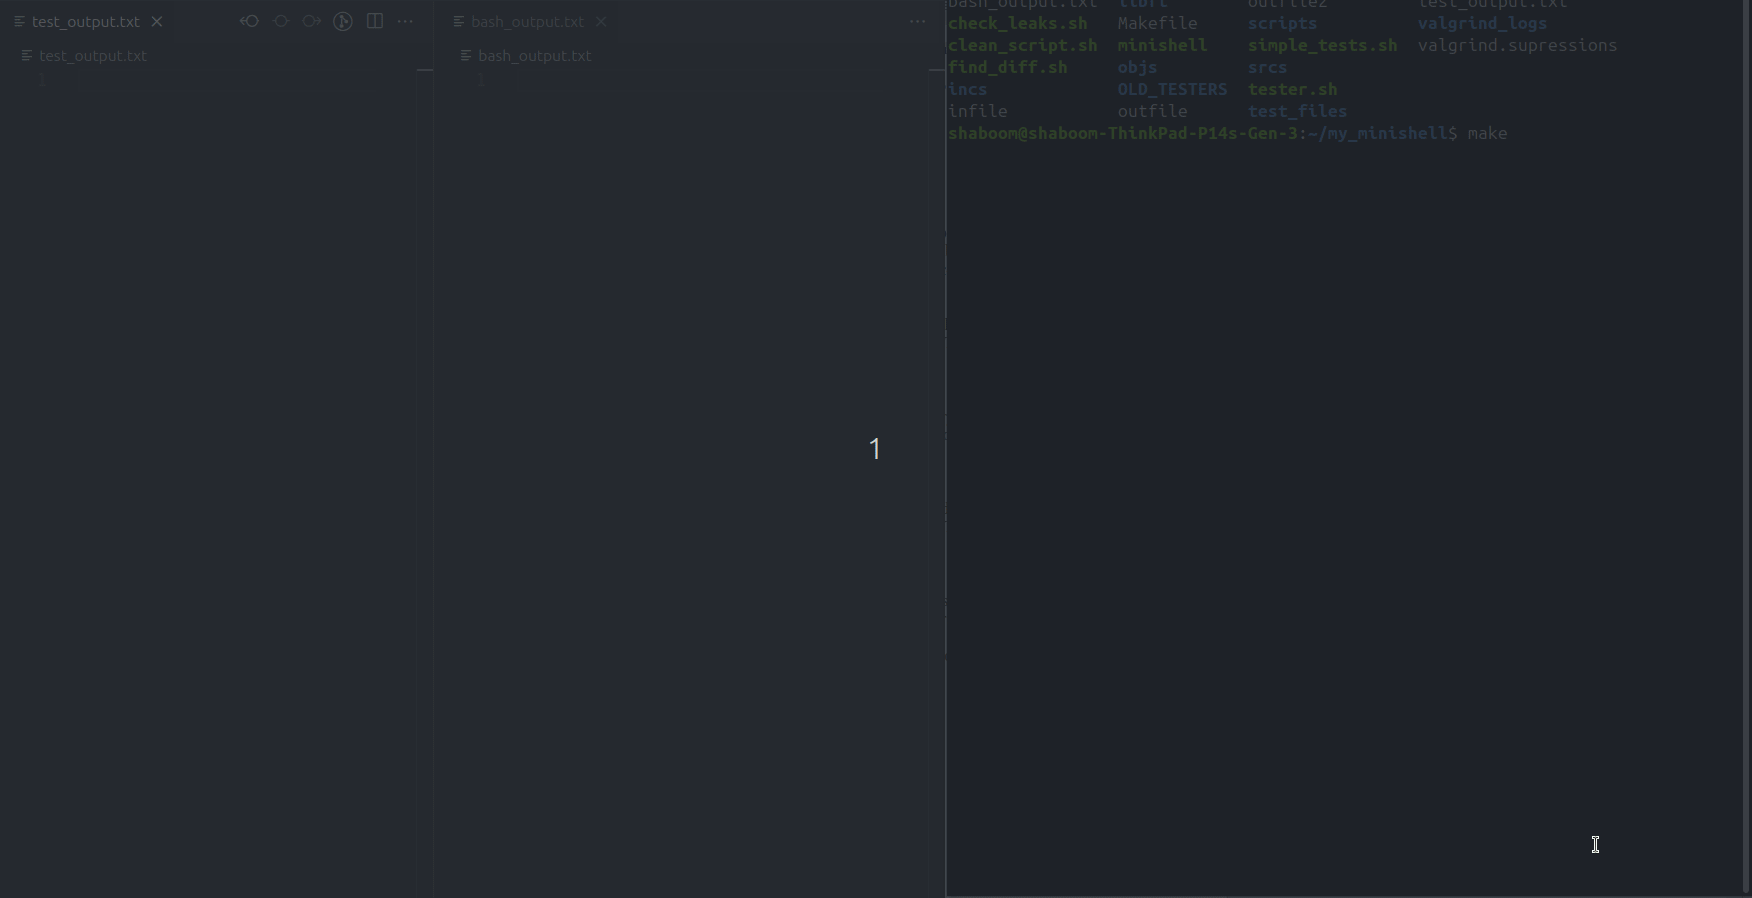 test_output.txt
bash_output.txt
test_output.txt
bash_output.txt
1
1
bash_output.txt libft outfile2 test_output.txt
check_leaks.sh Makefile scripts valgrind_logs
clean_script.sh minishell simple_tests.sh valgrind.supressions
find_diff.sh objs srcs
incs OLD_TESTERS tester.sh
infile outfile test_files
shaboom@shaboom-ThinkPad-P14s-Gen-3:~/my_minishell$ make
1